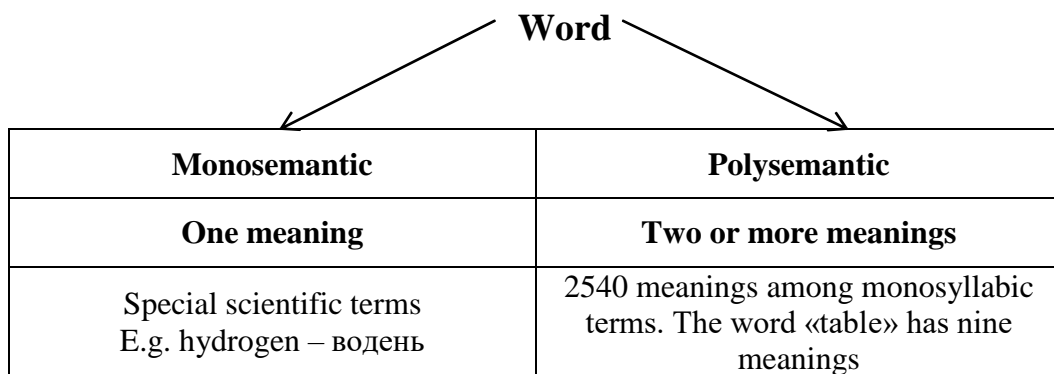 Word
Monosemantic
Polysemantic
One meaning
Two or more meanings
Special scientific terms
E.g. hydrogen – водень
2540 meanings among monosyllabic
terms. The word «table» has nine
meanings